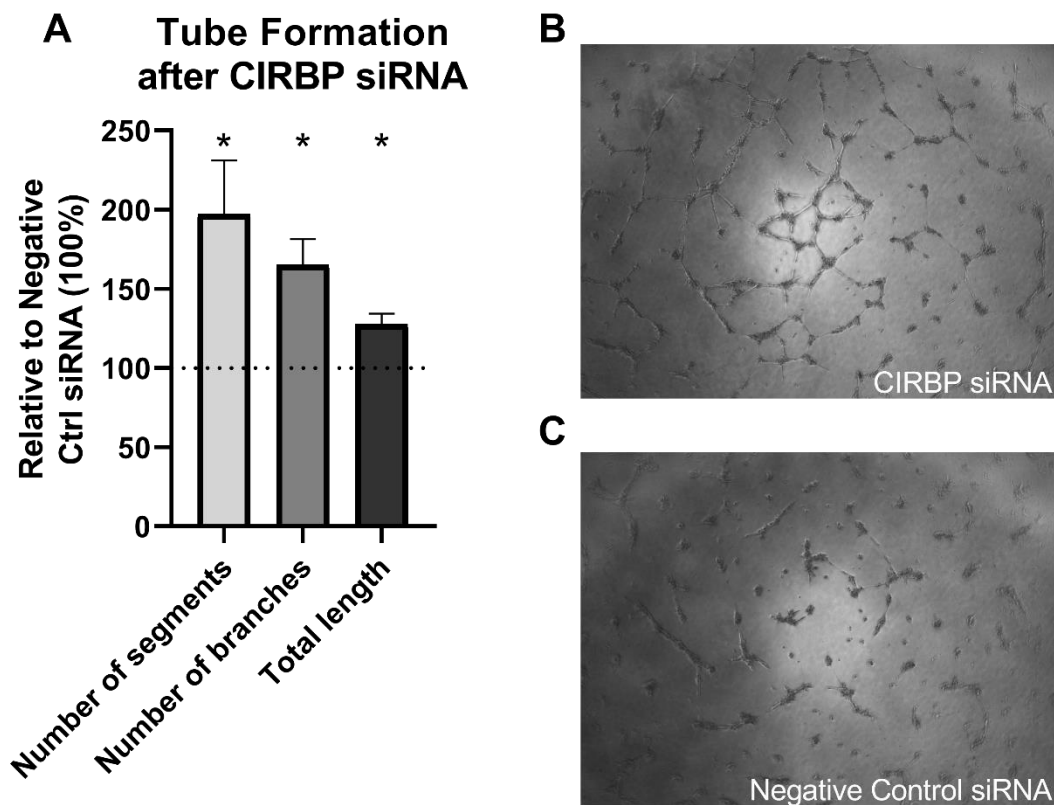 A
Tube Formation
after CIRBP siRNA
Relative to Negative
Ctrl siRNA (100%)
250
200
150
100
50
0
* * *
Number of segments
Number of branches
Total length
B
CIRBP siRNA
C
Negative Control siRNA